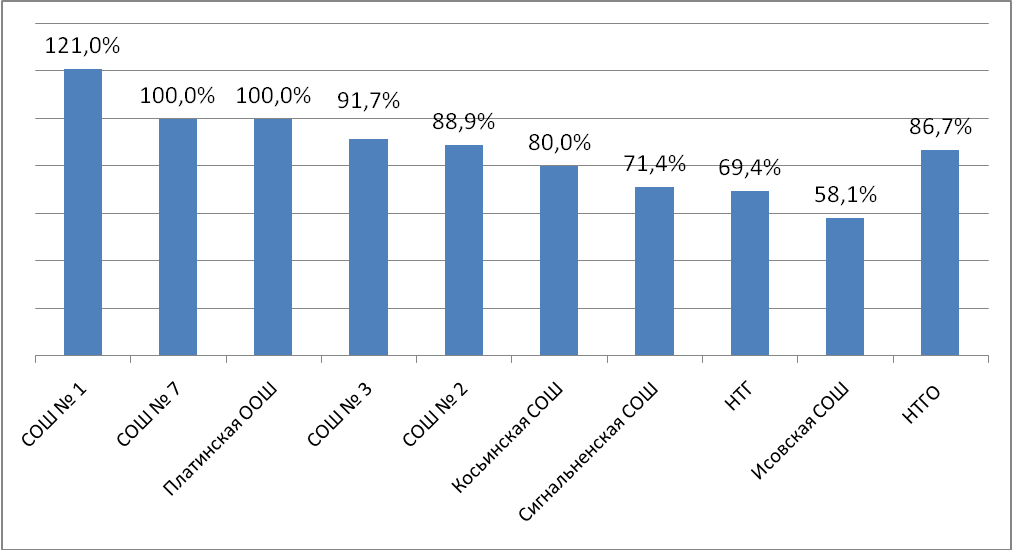 121,0%
100,0%
100,0%
91,7%
88,9%
80,0%
71,4%
69,4%
58,1%
86,7%
СОШ № 1
СОШ № 7
Платинская ООШ
СОШ № 3
СОШ № 2
Косьинская СОШ
Сигнальненская СОШ
НТГ
Исовская СОШ
НТГО